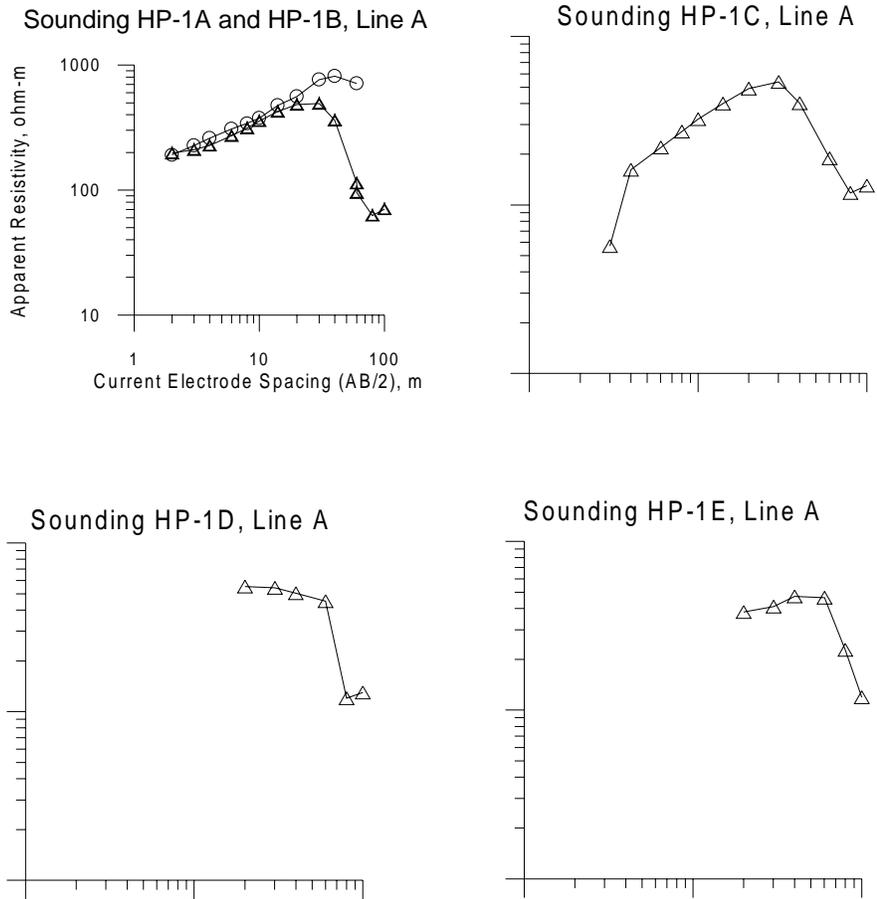 Sounding HP-1A and HP-1B, Line A
Apparent Resistivity, ohm-m
1000
100
10
1 10 100
Current Electrode Spacing (AB/2), m
Sounding HP-1C, Line A
Sounding HP-1D, Line A
Sounding HP-1E, Line A